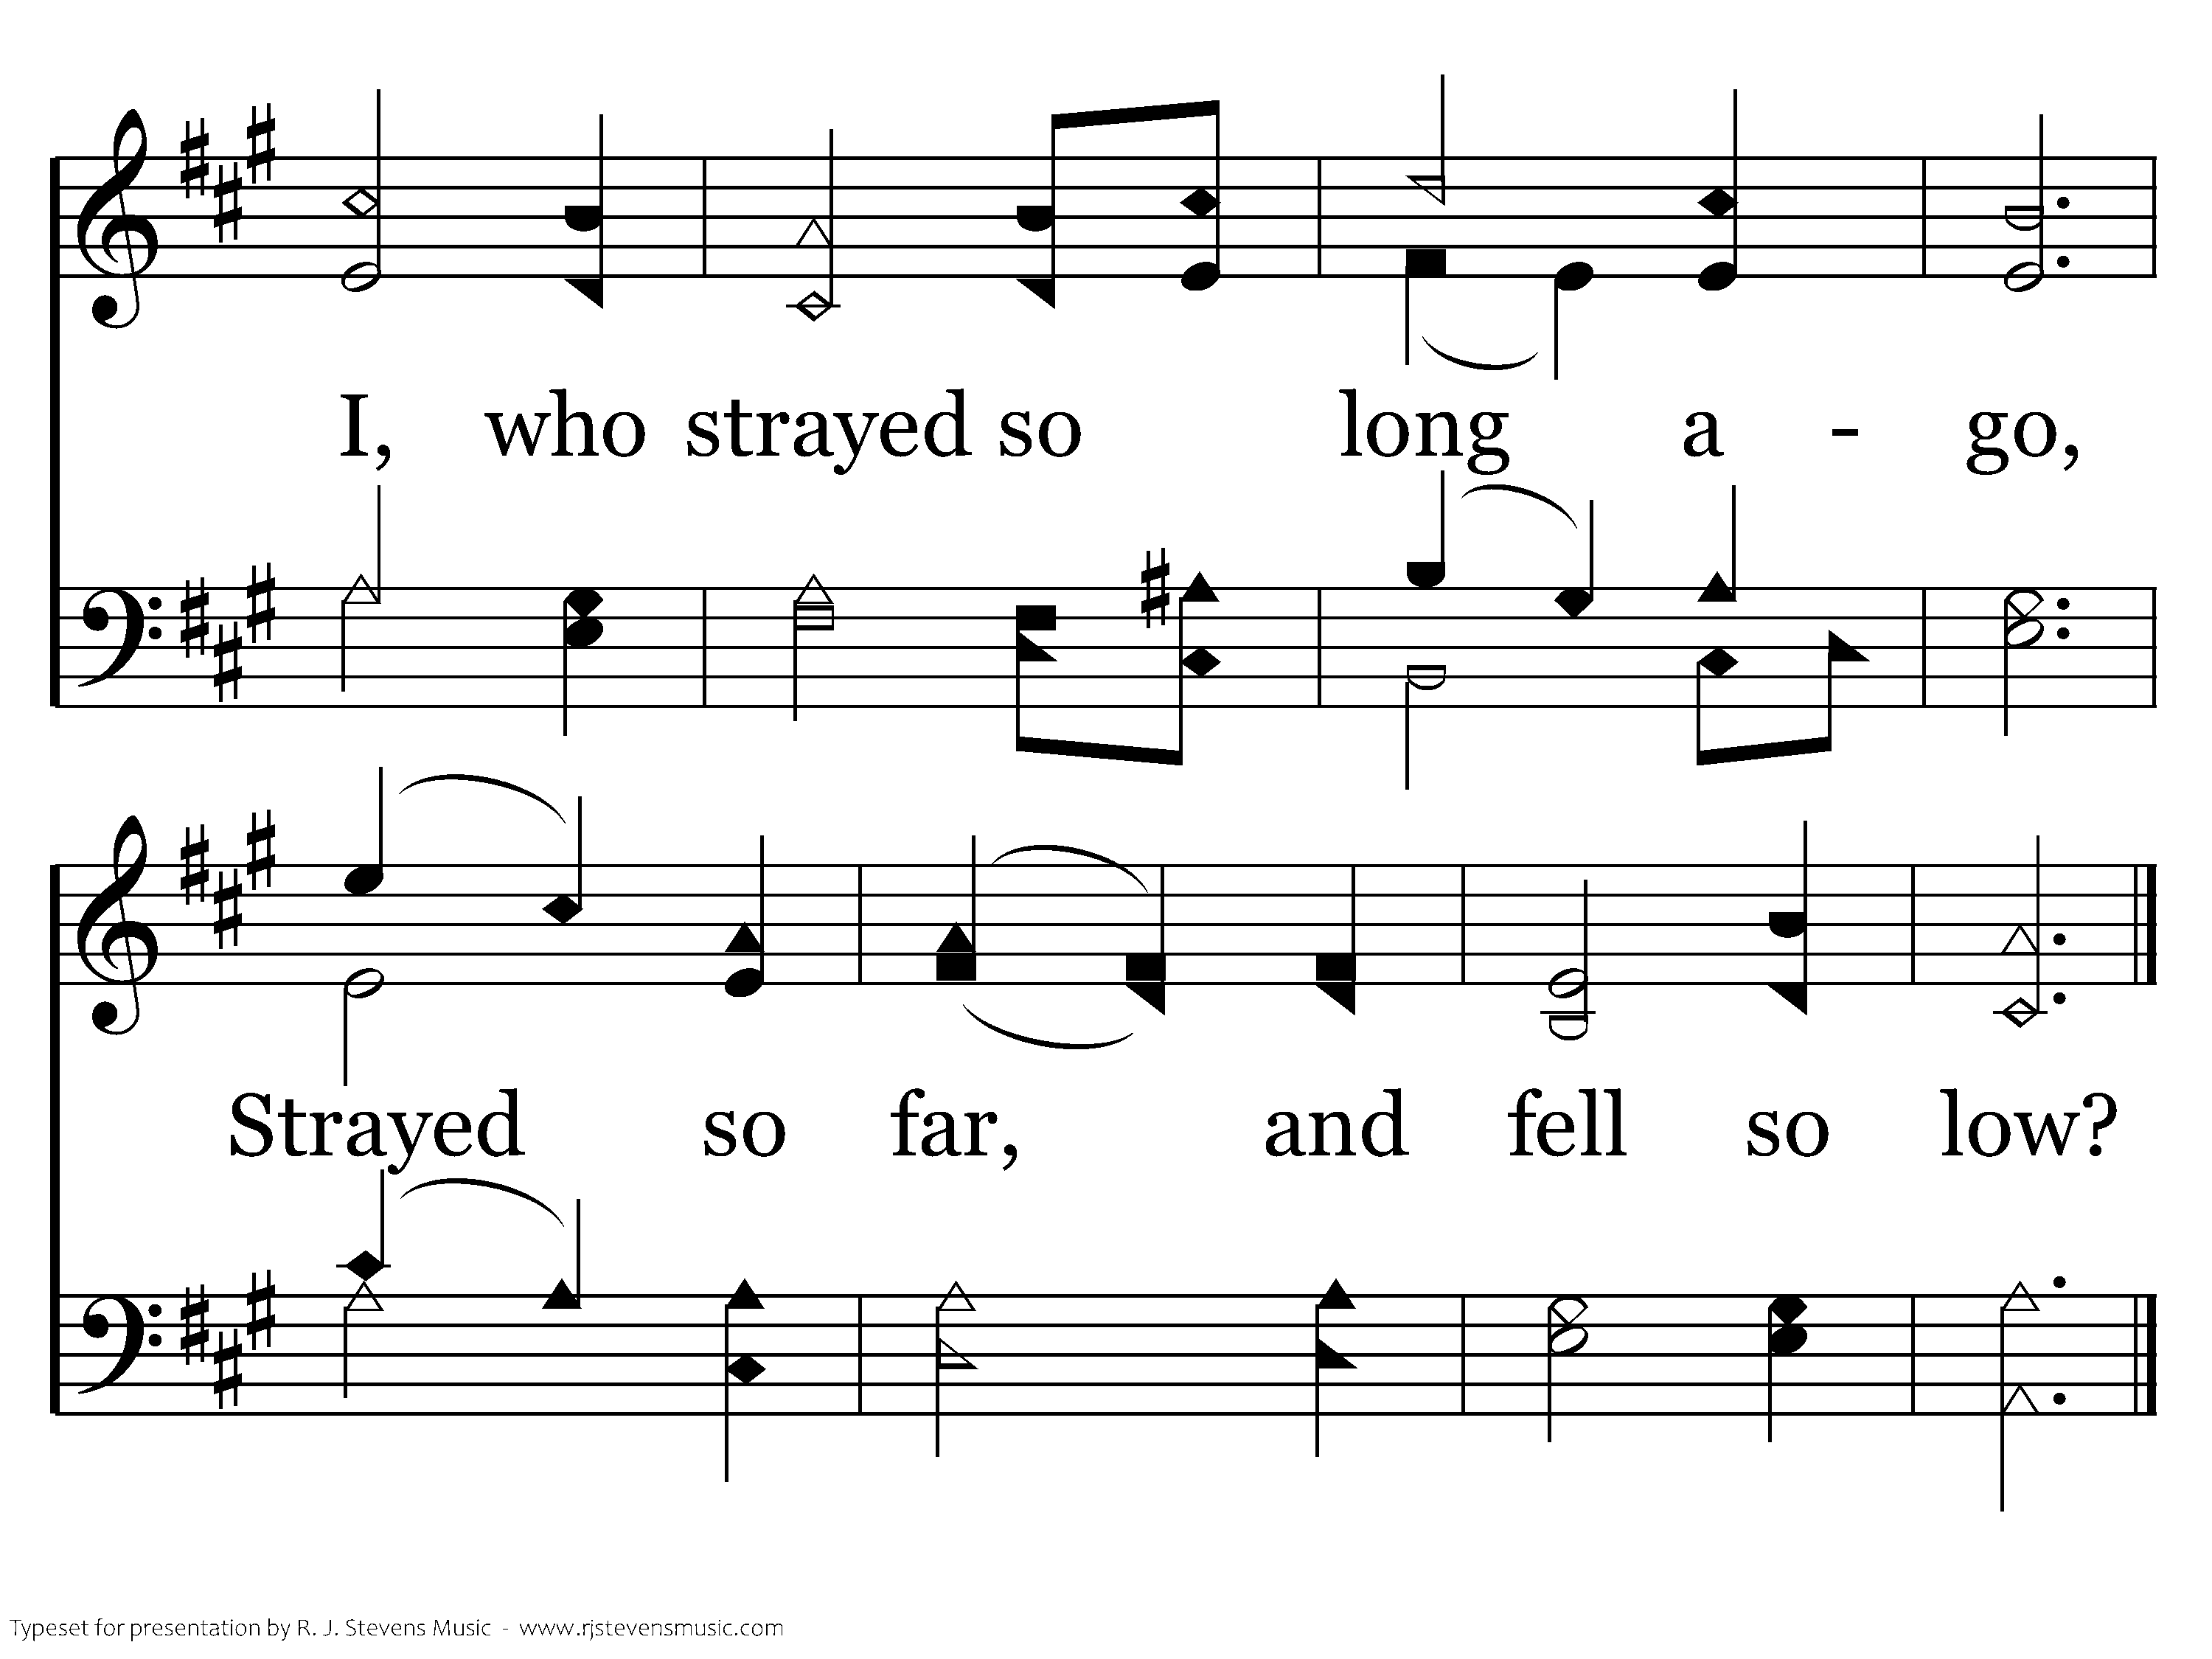 I, who strayed so long a - go,
Strayed so far, and fell so low?
Typeset for presentation by R. J. Stevens Music - www.rjstevensmusic.com